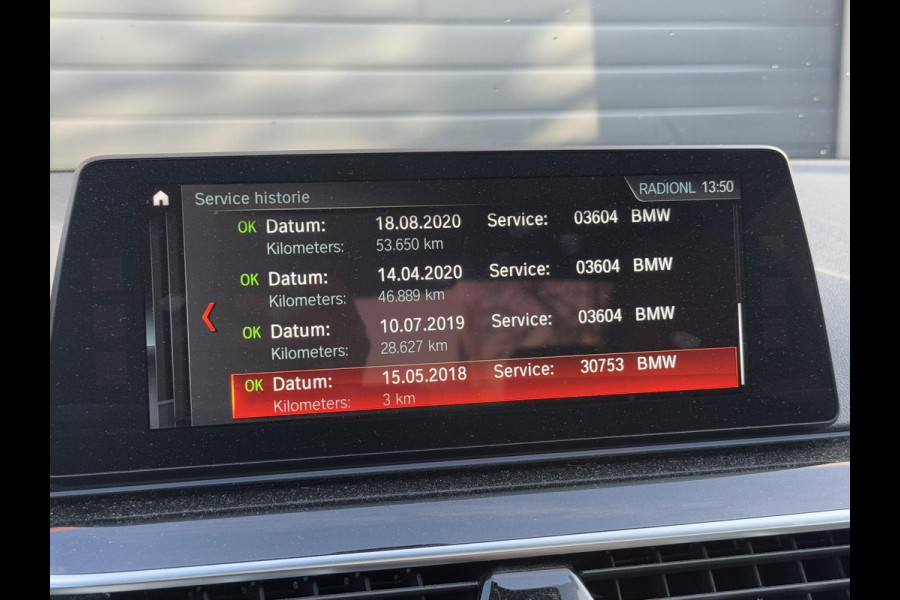 Service historie RADIONL 13:50
OK Datum: 18.08.2020 Service: 03604 BMW
Kilometers: 53.650 km
OK Datum: 14.04.2020 Service: 03604 BMW
Kilometers: 46.889 km
OK Datum: 10.07.2019 Service: 03604 BMW
Kilometers: 28.627 km
OK Datum: 15.05.2018 Service: 30753 BMW
Kilometers: 3 km